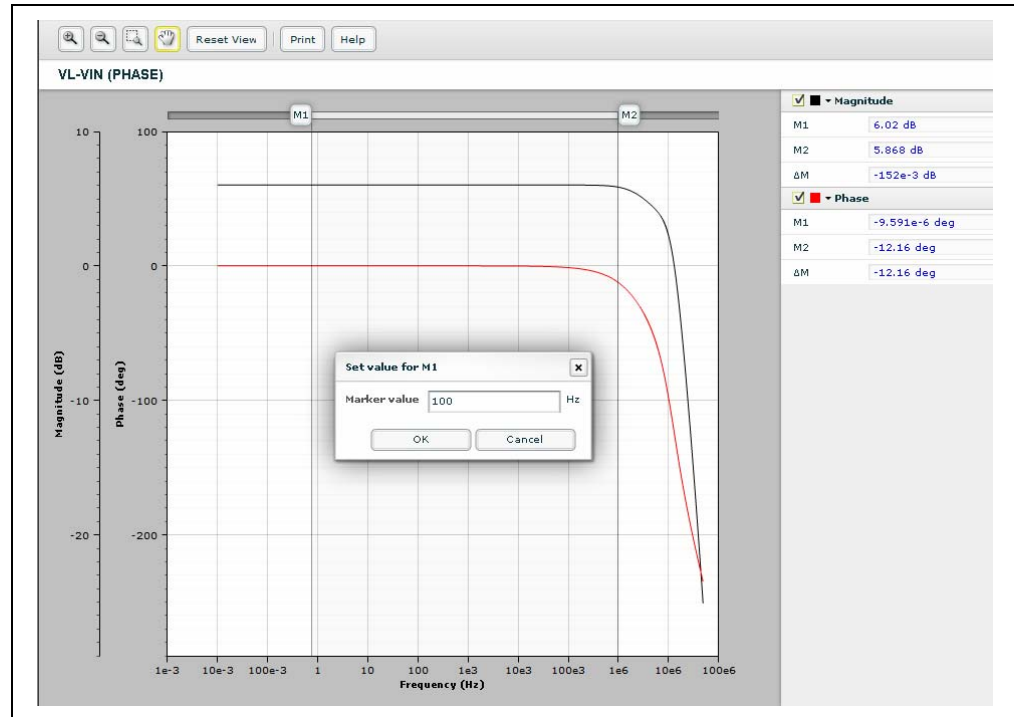 Reset View
Print
Help
VL-VIN (PHASE)
M1
M2
10
0
-10
-20
Magnitude (dB)
100
0
-100
-200
Phase (deg)
1e-3
10e-3
100e-3
1
10
100
1e3
10e3
100e3
1e6
10e6
100e6
Frequency (Hz)
Set value for M1
x
Marker value
100
Hz
OK
Cancel
Magnitude
M1 6.02 dB
M2 5.868 dB
ΔM -152e-3 dB
Phase
M1 -9.591e-6 deg
M2 -12.16 deg
ΔM -12.16 deg